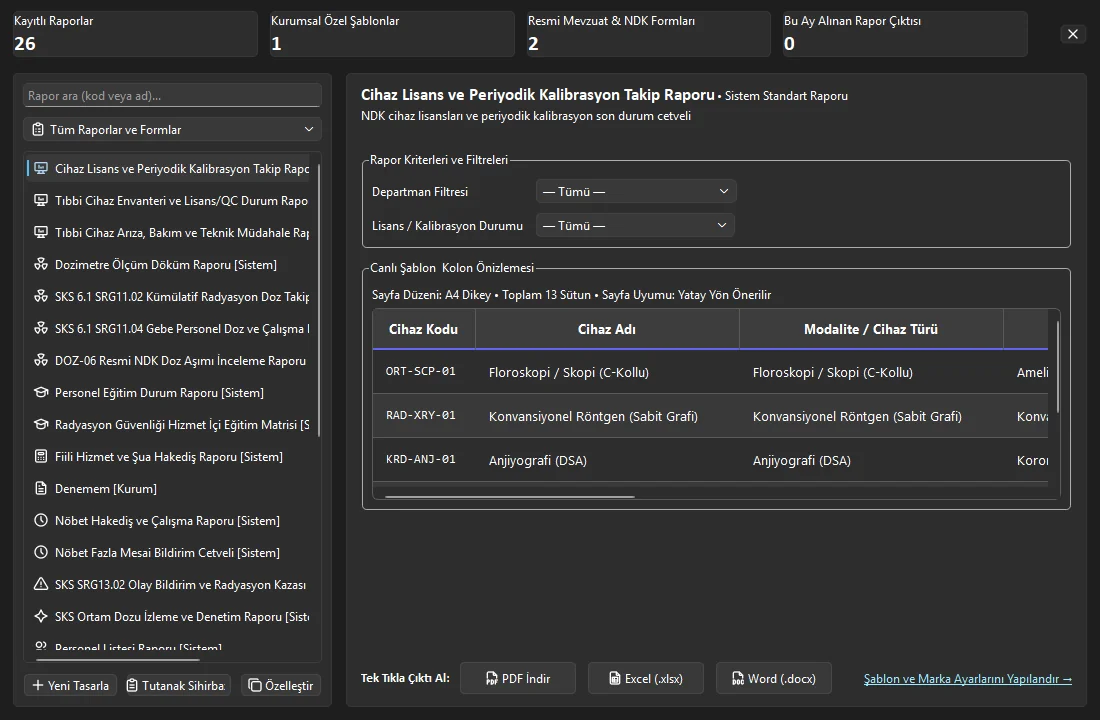 Kayıtlı Raporlar
26
Kurumsal Özel Şablonlar
1
Resmi Mevzuat & NDK Formları
2
Bu Ay Alınan Rapor Çıktısı
0
Rapor ara (kod veya ad)...
Tüm Raporlar ve Formlar
Cihaz Lisans ve Periyodik Kalibrasyon Takip Rapo
Tıbbi Cihaz Envanteri ve Lisans/QC Durum Rapo
Tıbbi Cihaz Arıza, Bakım ve Teknik Müdahale Rap
Dozimetre Ölçüm Döküm Raporu [Sistem]
SKS 6.1 SRG11.02 Kümülatif Radyasyon Doz Takip
SKS 6.1 SRG11.04 Gebe Personel Doz ve Çalışma
DOZ-06 Resmi NDK Doz Aşımı İnceleme Raporu
Personel Eğitim Durum Raporu [Sistem]
Radyasyon Güvenliği Hizmet İçi Eğitim Matrisi [S
Fiili Hizmet ve Şua Hakediş Raporu [Sistem]
Denemem [Kurum]
Nöbet Hakediş ve Çalışma Raporu [Sistem]
Nöbet Fazla Mesai Bildirim Cetveli [Sistem]
SKS SRG13.02 Olay Bildirim ve Radyasyon Kazası
SKS Ortam Dozu İzleme ve Denetim Raporu [Siste
Personel Listesi Raporu [Sistem]
Yeni Tasarla
Tutanak Sihirba
Özelleştir
Cihaz Lisans ve Periyodik Kalibrasyon Takip Raporu • Sistem Standart Raporu
NDK cihaz lisansları ve periyodik kalibrasyon son durum cetveli
Rapor Kriterleri ve Filtreleri
Departman Filtresi
— Tümü —
Lisans / Kalibrasyon Durumu
— Tümü —
Canlı Şablon Kolon Önizlemesi
Sayfa Düzeni: A4 Dikey • Toplam 13 Sütun • Sayfa Uyumu: Yatay Yön Önerilir
Cihaz Kodu Cihaz Adı Modalite / Cihaz Türü
ORT-SCP-01 Floroskopi / Skopi (C-Kollu) Floroskopi / Skopi (C-Kollu) Ameli
RAD-XRY-01 Konvansiyonel Röntgen (Sabit Grafi) Konvansiyonel Röntgen (Sabit Grafi) Konva
KRD-ANJ-01 Anjiyografi (DSA) Anjiyografi (DSA) Koror
Tek Tıkla Çıktı Al:
PDF İndir
Excel (.xlsx)
Word (.docx)
Şablon ve Marka Ayarlarını Yapılandır →